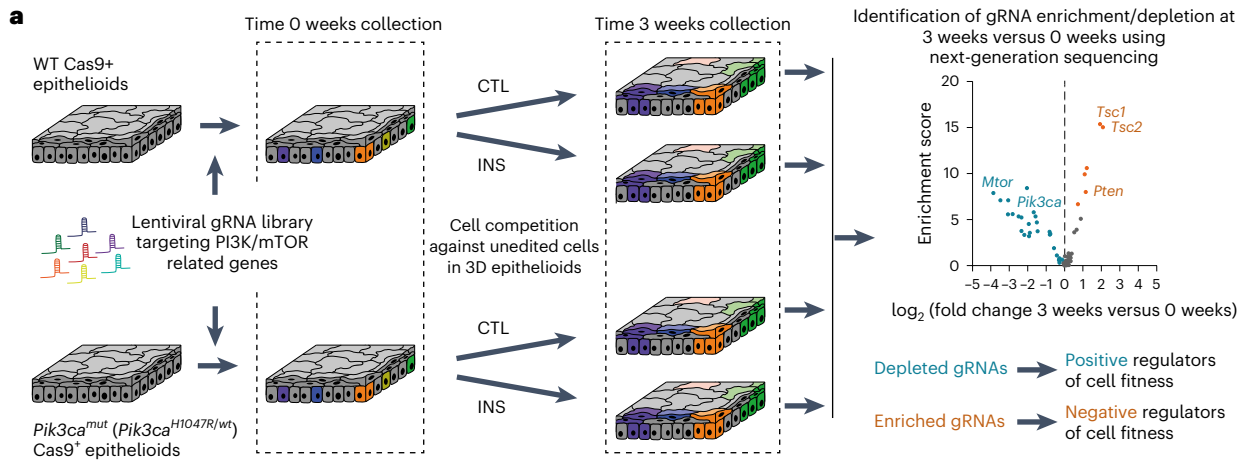 a
WT Cas9+
epithelioids
Lentiviral gRNA library
targeting PI3K/mTOR
related genes
Pik3ca^mut (Pik3ca^H1047R/wt)
Cas9⁺ epithelioids
Time 0 weeks collection
CTL
INS
Cell competition
against unedited cells
in 3D epithelioids
CTL
INS
Time 3 weeks collection
Identification of gRNA enrichment/depletion at
3 weeks versus 0 weeks using
next-generation sequencing
Enrichment score
20
15
10
5
0
Tsc1
Tsc2
Mtor
Pten
Pik3ca
−5 −4 −3 −2 −1 0 1 2 3 4 5
log₂ (fold change 3 weeks versus 0 weeks)
Depleted gRNAs
Positive regulators
of cell fitness
Enriched gRNAs
Negative regulators
of cell fitness